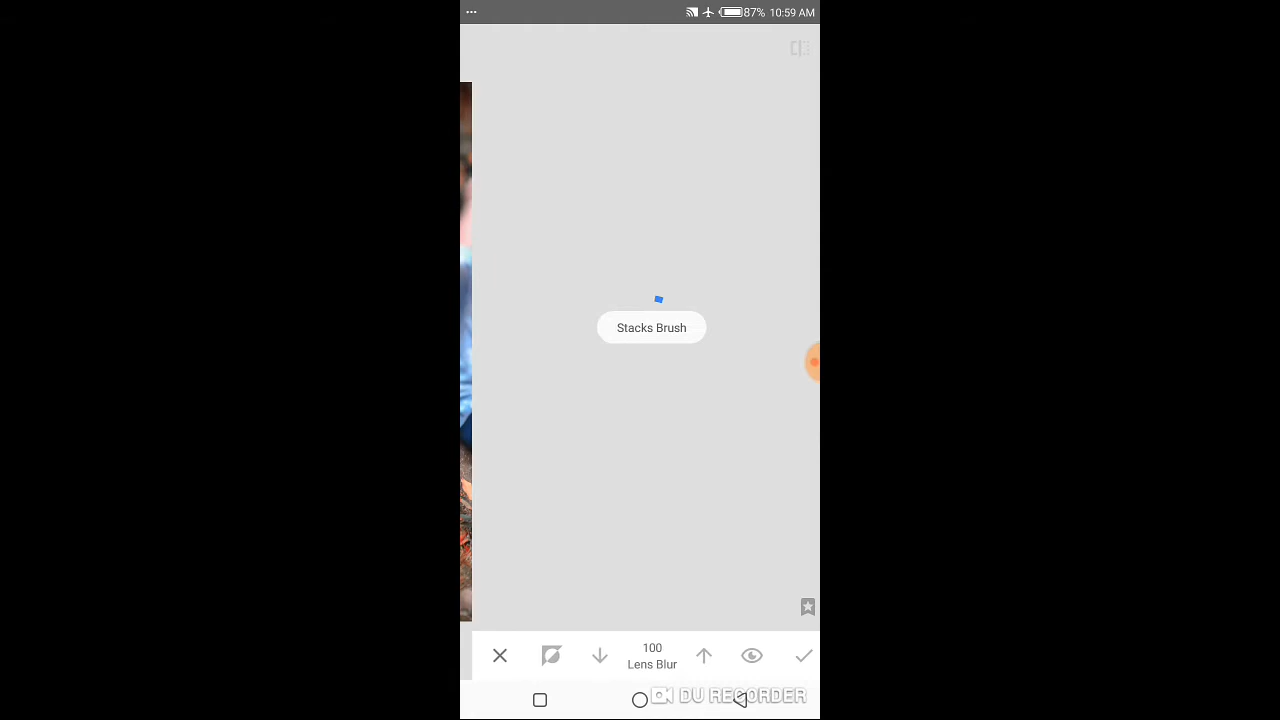 87% 10:59 AM
Stacks Brush
100
Lens Blur
DU RECORDER